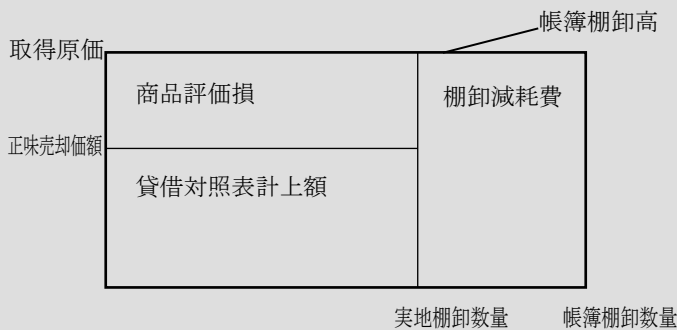 帳簿棚卸高
取得原価
商品評価損
棚卸減耗費
正味売却価額
貸借対照表計上額
実地棚卸数量
帳簿棚卸数量